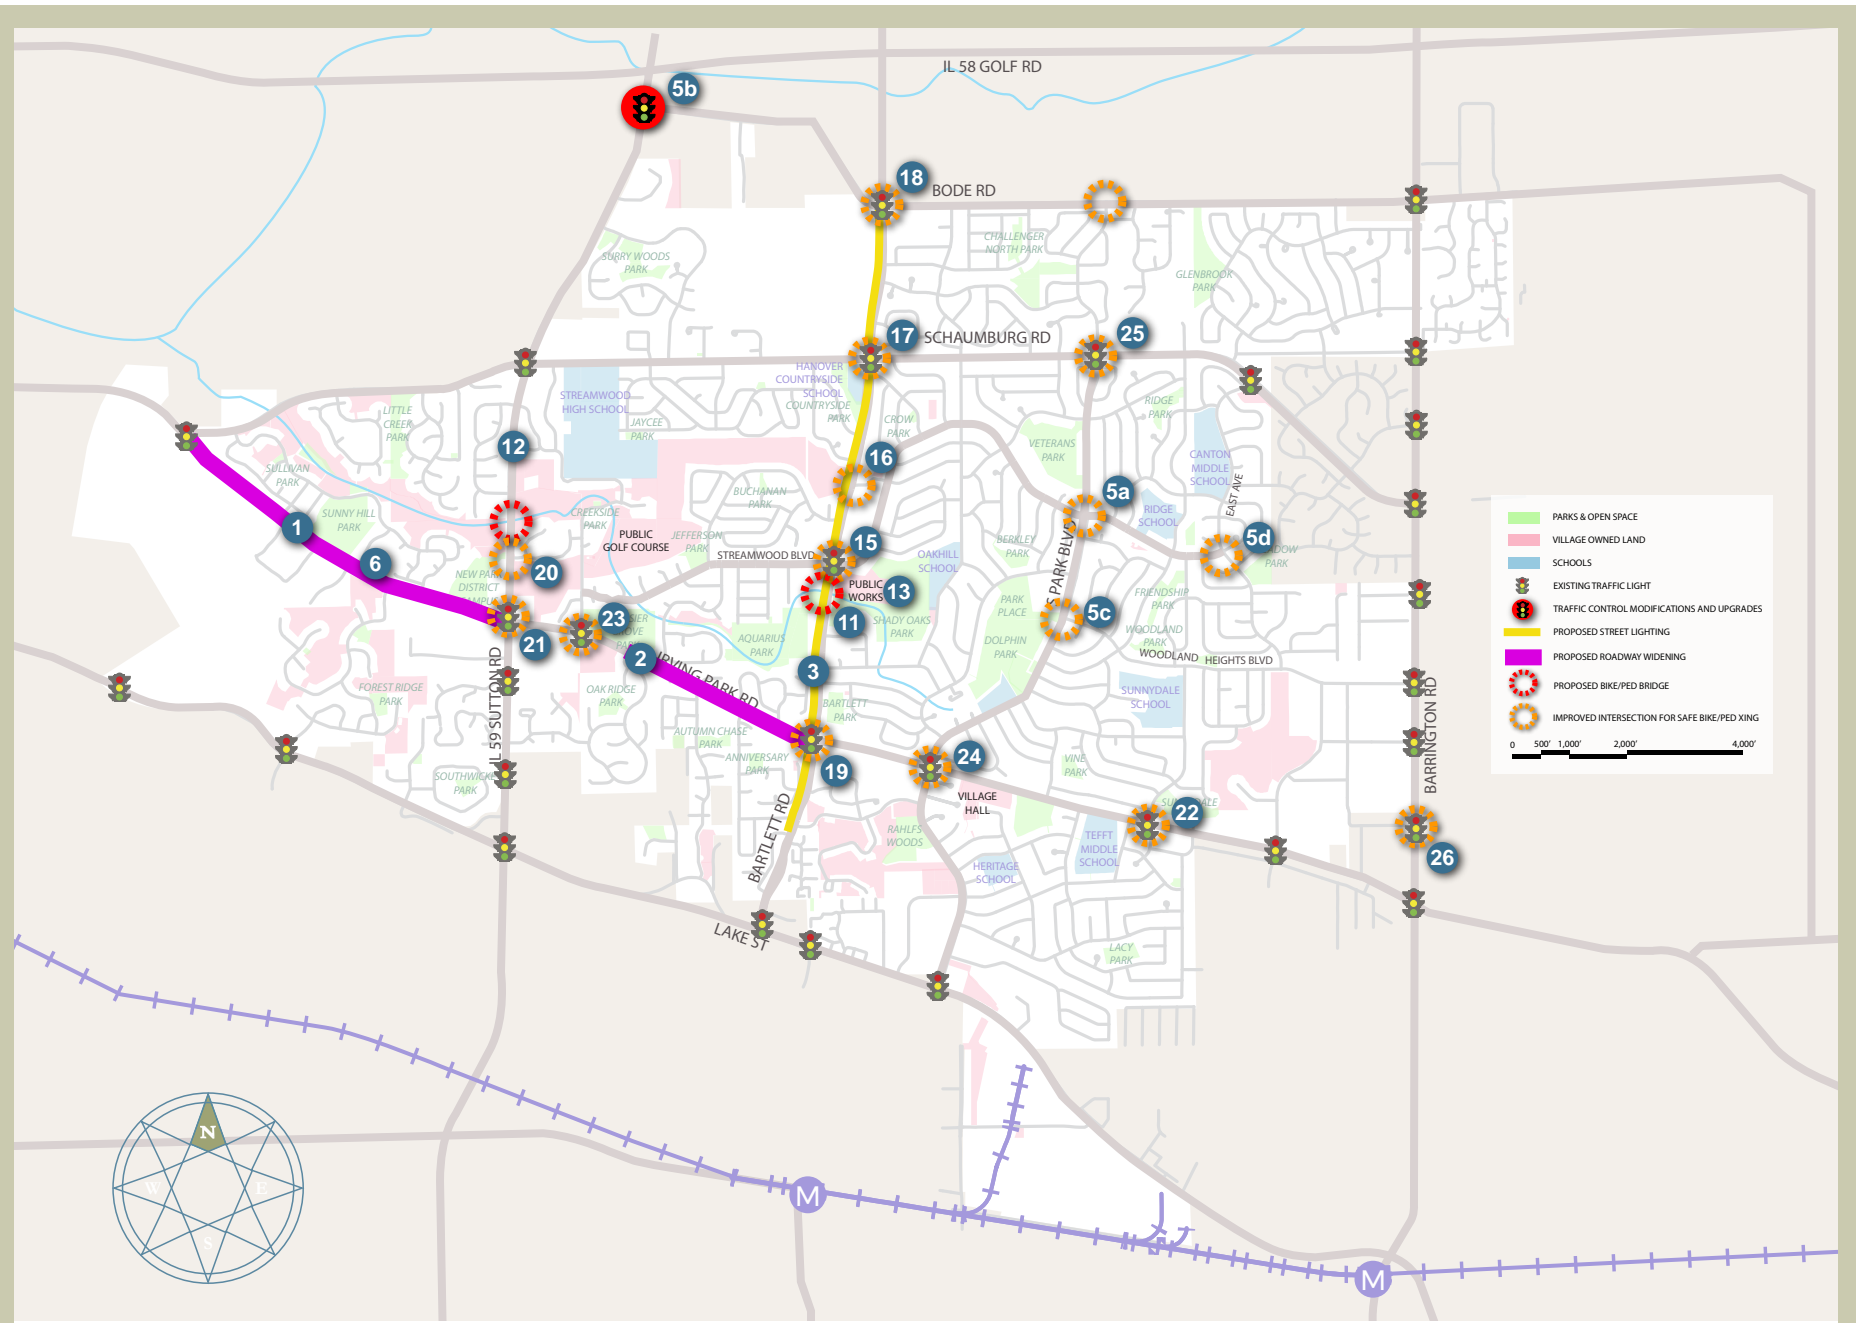 IL 58 GOLF RD
5b
18
BODE RD
CHALLENGER
NORTH PARK
SURRY WOODS
PARK
GLENBROOK
PARK
17
SCHAUMBURG RD
25
HANOVER
COUNTRYSIDE
SCHOOL
COUNTRYSIDE
PARK
STREAMWOOD
HIGH SCHOOL
JAYCEE
PARK
LITTLE
CREEK
PARK
CROW
PARK
RIDGE
PARK
VETERANS
PARK
12
16
CANTON
MIDDLE
SCHOOL
EAST AVE
SULLIVAN
PARK
BUCHANAN
PARK
5a
SUNNY HILL
PARK
CREEKSIDE
PARK
RIDGE
SCHOOL
1
PUBLIC
GOLF COURSE
JEFFERSON
PARK
STREAMWOOD BLVD
15
BERKLEY
PARK
OAKHILL
SCHOOL
5d
PARK
6
20
NEW PARK
DISTRICT
CAMPUS
PUBLIC
WORKS
13
S PARK BLVD
FRIENDSHIP
PARK
11
SHADY OAKS
PARK
PARK
PLACE
5c
23
21
AQUARIUS
PARK
DOLPHIN
PARK
WOODLAND
PARK
WOODLAND HEIGHTS BLVD
2
IRVING PARK RD
3
IL 59 SUTTON RD
FOREST RIDGE
PARK
OAK RIDGE
PARK
BARTLETT
PARK
SUNNYDALE
SCHOOL
BARRINGTON RD
AUTUMN CHASE
PARK
ANNIVERSARY
PARK
19
24
VINE
PARK
SOUTHWICKE
PARK
VILLAGE
HALL
22
BARTLETT RD
RAHLFS
WOODS
TEFFT
MIDDLE
SCHOOL
HERITAGE
SCHOOL
26
LAKE ST
LACY
PARK
PARKS & OPEN SPACE
VILLAGE OWNED LAND
SCHOOLS
EXISTING TRAFFIC LIGHT
TRAFFIC CONTROL MODIFICATIONS AND UPGRADES
PROPOSED STREET LIGHTING
PROPOSED ROADWAY WIDENING
PROPOSED BIKE/PED BRIDGE
IMPROVED INTERSECTION FOR SAFE BIKE/PED XING
0 500' 1,000' 2,000' 4,000'
N
W E
S
M
M